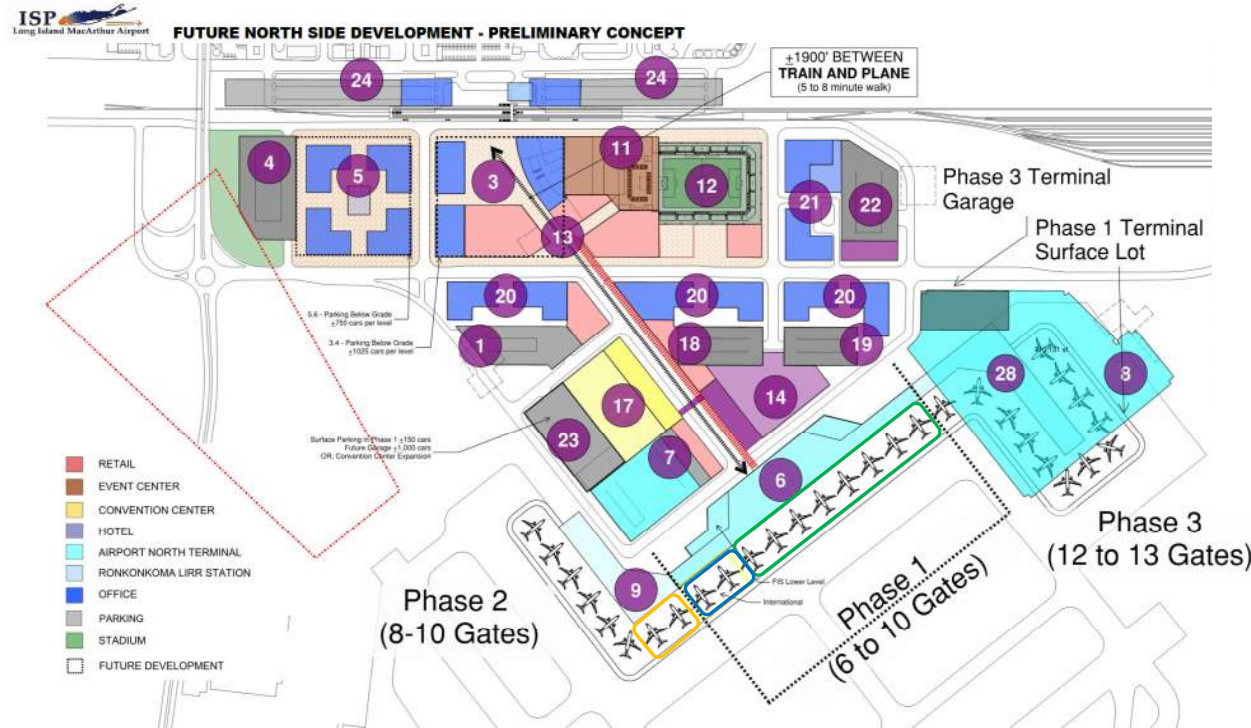 ISP
Long Island MacArthur Airport
FUTURE NORTH SIDE DEVELOPMENT - PRELIMINARY CONCEPT
±1900' BETWEEN
TRAIN AND PLANE
(5 to 8 minute walk)
24
24
4
5
3
11
12
13
21
22
Phase 3 Terminal
Garage
Phase 1 Terminal
Surface Lot
20
20
20
5,6 - Parking Below Grade
±750 cars per level
3,4 - Parking Below Grade
±1025 cars per level
1
18
19
28
8
17
14
23
7
6
Surface Parking in Phase 1 ±150 cars
Future Garage ±1,000 cars
OR, Convention Center Expansion
RETAIL
EVENT CENTER
CONVENTION CENTER
HOTEL
AIRPORT NORTH TERMINAL
RONKONKOMA LIRR STATION
OFFICE
PARKING
STADIUM
FUTURE DEVELOPMENT
9
FIS Lower Level
International
Phase 2
(8-10 Gates)
Phase 1
(6 to 10 Gates)
Phase 3
(12 to 13 Gates)